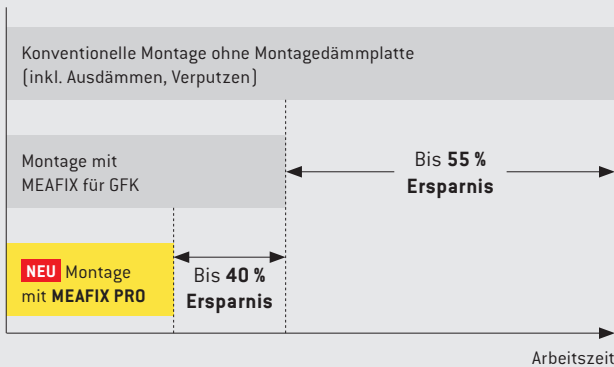 Konventionelle Montage ohne Montagedämmplatte
(inkl. Ausdämmen, Verputzen)
Montage mit
MEAFIX für GFK
Bis 55 %
Ersparnis
NEU Montage
mit MEAFIX PRO
Bis 40 %
Ersparnis
Arbeitszeit